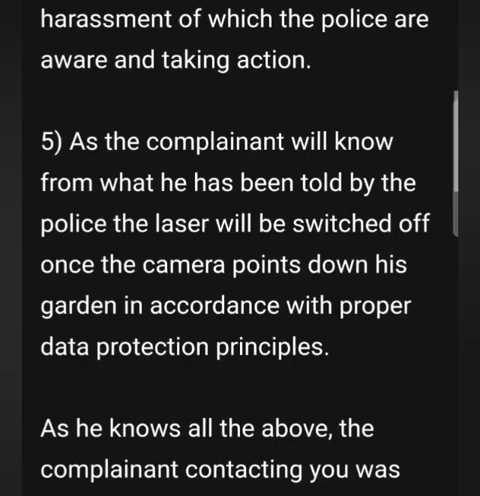 harassment of which the police are
aware and taking action.
5) As the complainant will know
from what he has been told by the
police the laser will be switched off
once the camera points down his
garden in accordance with proper
data protection principles.
As he knows all the above, the
complainant contacting you was